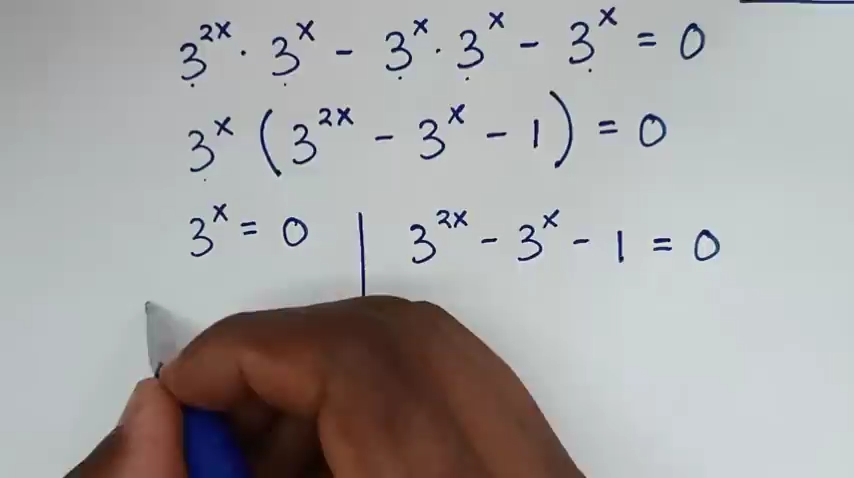 3^{2x} · 3^x - 3^x · 3^x - 3^x = 0
3^x (3^{2x} - 3^x - 1) = 0
3^x = 0 | 3^{2x} - 3^x - 1 = 0